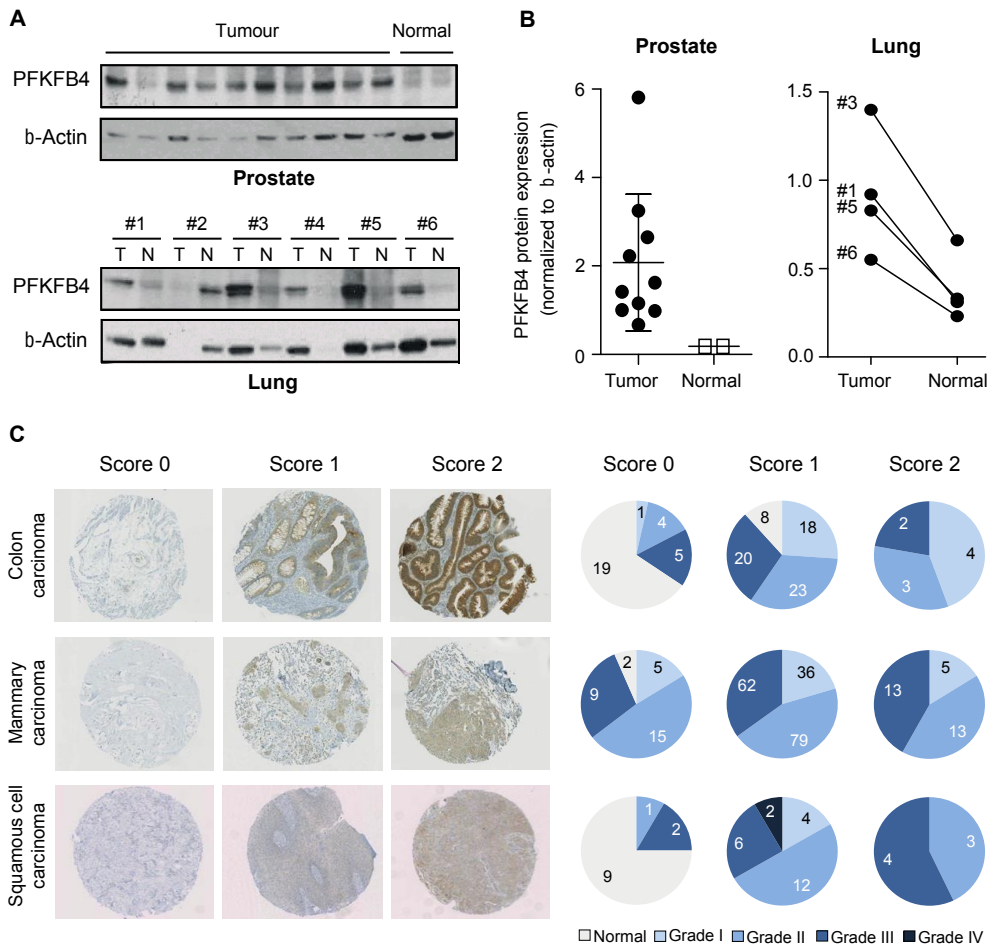 A
Tumour Normal
PFKFB4
b-Actin
Prostate
#1 #2 #3 #4 #5 #6
T N T N T N T N T N T N
PFKFB4
b-Actin
Lung
B
Prostate
PFKFB4 protein expression
(normalized to b-actin)
6
4
2
0
Tumor Normal
Lung
1.5
1.0
0.5
0.0
#3
#1
#5
#6
Tumor Normal
C
Score 0 Score 1 Score 2 Score 0 Score 1 Score 2
Colon
carcinoma
1 4 5 19
8 18 23 20
2 4 3
Mammary
carcinoma
2 5 15 9
36 79 62
5 13 13
Squamous cell
carcinoma
1 2 9
2 4 12 6
3 4
Normal Grade I Grade II Grade III Grade IV